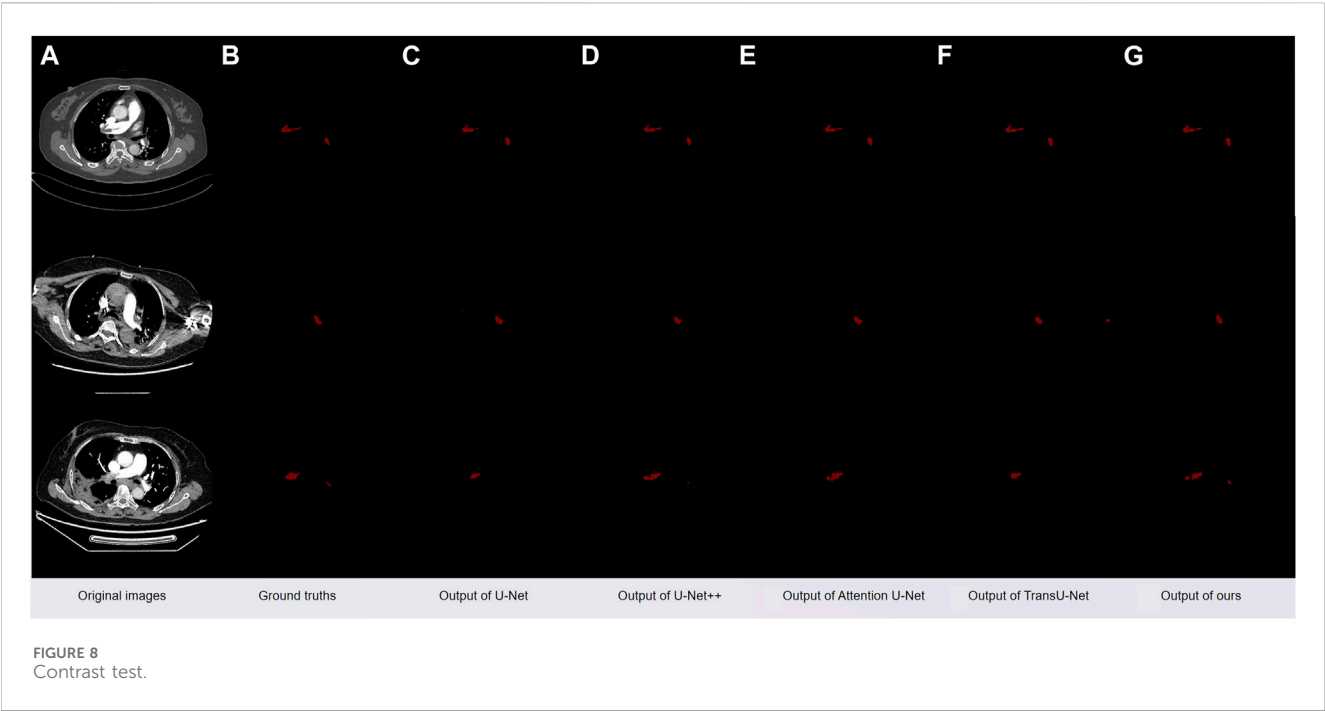 A B C D E F G
Original images Ground truths Output of U-Net Output of U-Net++ Output of Attention U-Net Output of TransU-Net Output of ours
FIGURE 8
Contrast test.